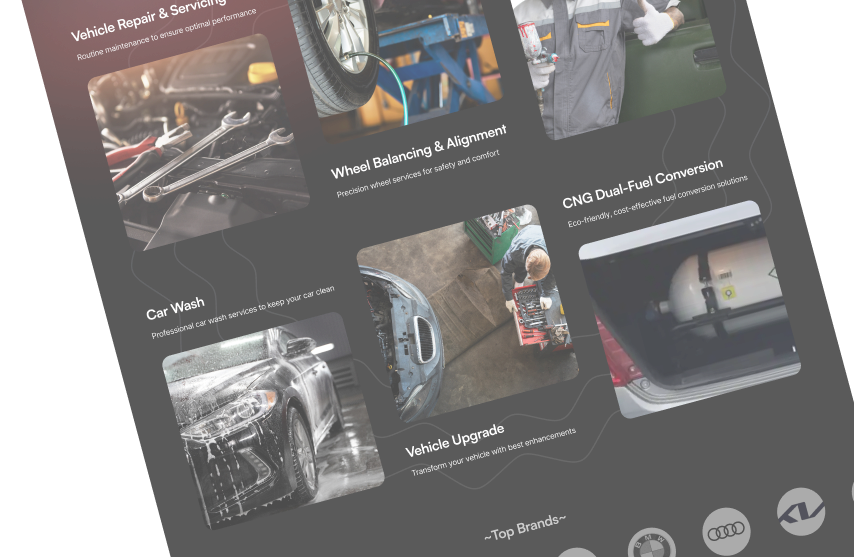 Vehicle Repair & Servicing
Routine maintenance to ensure optimal performance
Wheel Balancing & Alignment
Precision wheel services for safety and comfort
CNG Dual-Fuel Conversion
Eco-friendly, cost-effective fuel conversion solutions
Car Wash
Professional car wash services to keep your car clean
Vehicle Upgrade
Transform your vehicle with best enhancements
~Top Brands~
BMW